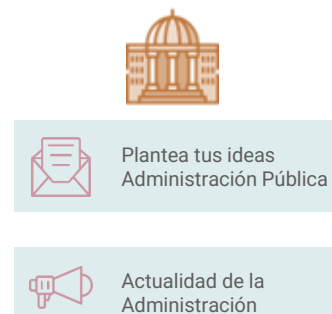 Plantea tus ideas
Administración Pública
Actualidad de la
Administración